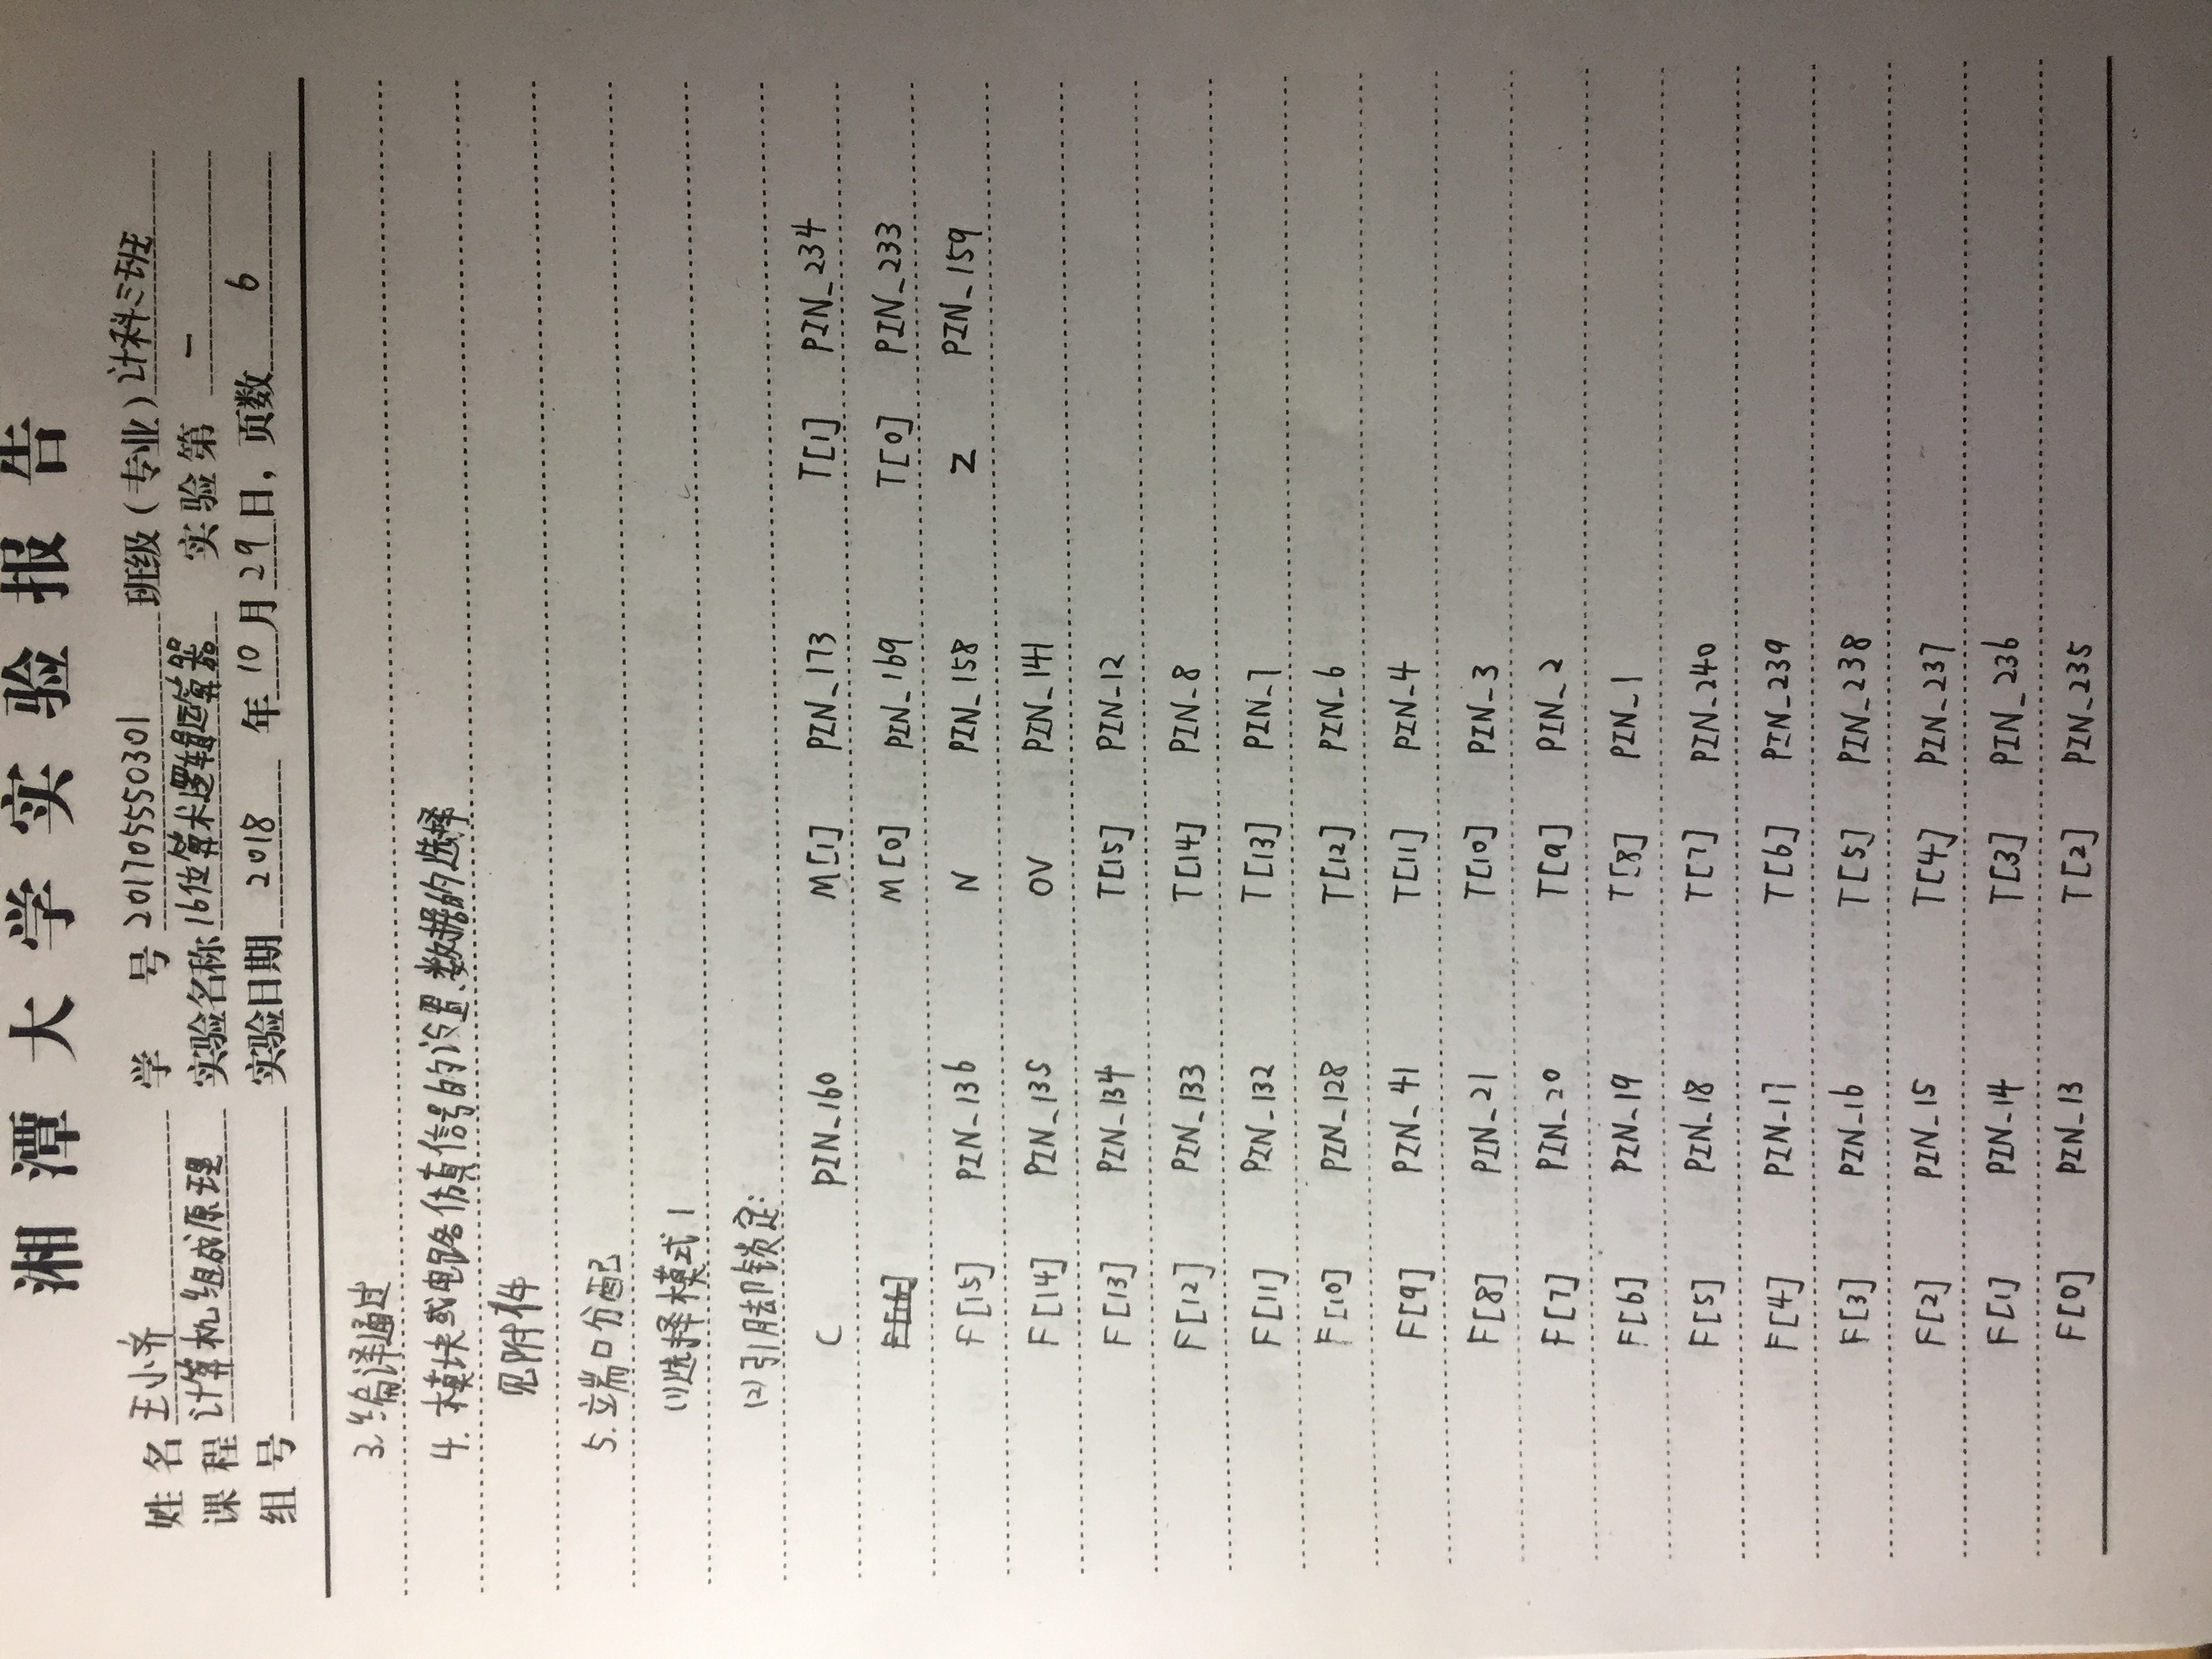 湘潭大学实验报告
姓名 王小齐 学号 201705550301 班级（专业）计科三班
课程 计算机组成原理 实验名称 16位算术逻辑运算器 实验第 二
组号 实验日期 2018 年 10 月 29 日，页数 6
3.编译通过
4.模块或电路仿真信号的设置、数据的选择
见附件
5.端口分配
(1)选择模式1
(2)引脚锁定:
C PIN_160 M[1] PIN_173 T[1] PIN_234
F[16] M[0] PIN_169 T[0] PIN_233
F[15] PIN_136 N PIN_158 Z PIN_159
F[14] PIN_135 OV PIN_141
F[13] PIN_134 T[15] PIN_12
F[12] PIN_133 T[14] PIN_8
F[11] PIN_132 T[13] PIN_7
F[10] PIN_128 T[12] PIN_6
F[9] PIN_41 T[11] PIN_4
F[8] PIN_21 T[10] PIN_3
F[7] PIN_20 T[9] PIN_2
F[6] PIN_19 T[8] PIN_1
F[5] PIN_18 T[7] PIN_240
F[4] PIN_17 T[6] PIN_239
F[3] PIN_16 T[5] PIN_238
F[2] PIN_15 T[4] PIN_237
F[1] PIN_14 T[3] PIN_236
F[0] PIN_13 T[2] PIN_235